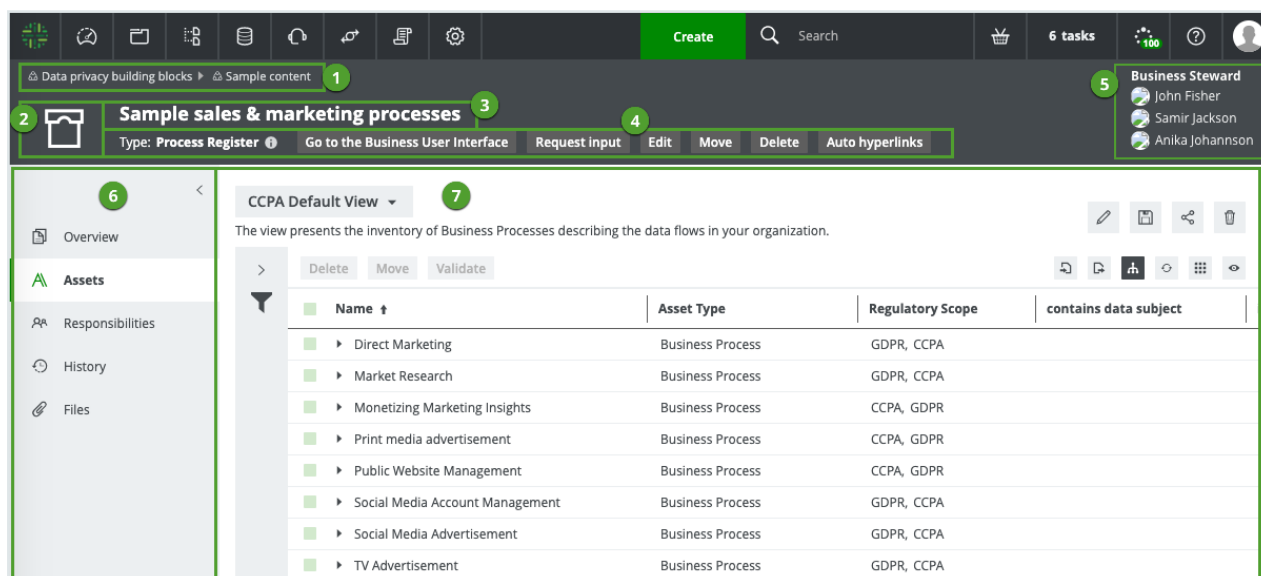 Create
Search
6 tasks
100
Data privacy building blocks
Sample content
1
5
Business Steward
John Fisher
Samir Jackson
Anika Johannson
2
Sample sales & marketing processes
3
4
Type: Process Register
Go to the Business User Interface
Request input
Edit
Move
Delete
Auto hyperlinks
6
Overview
Assets
Responsibilities
History
Files
CCPA Default View
7
The view presents the inventory of Business Processes describing the data flows in your organization.
Delete
Move
Validate
Name
Asset Type
Regulatory Scope
contains data subject
Direct Marketing Business Process GDPR, CCPA
Market Research Business Process GDPR, CCPA
Monetizing Marketing Insights Business Process CCPA, GDPR
Print media advertisement Business Process CCPA, GDPR
Public Website Management Business Process CCPA, GDPR
Social Media Account Management Business Process GDPR, CCPA
Social Media Advertisement Business Process GDPR, CCPA
TV Advertisement Business Process GDPR, CCPA